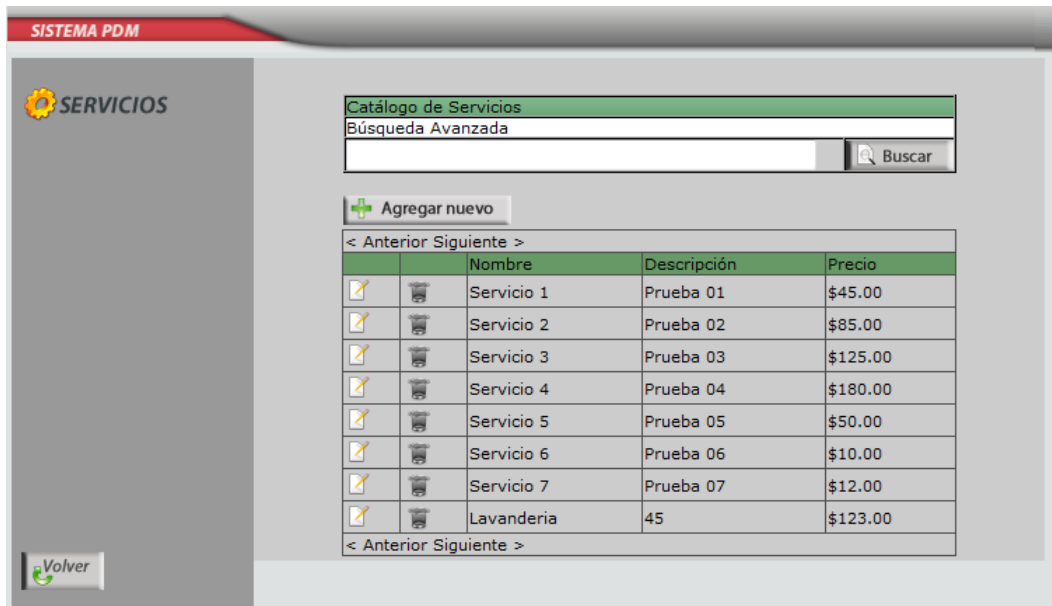 SISTEMA PDM
SERVICIOS
Catálogo de Servicios
Búsqueda Avanzada
Buscar
Agregar nuevo
< Anterior Siguiente >
Nombre Descripción Precio
Servicio 1 Prueba 01 $45.00
Servicio 2 Prueba 02 $85.00
Servicio 3 Prueba 03 $125.00
Servicio 4 Prueba 04 $180.00
Servicio 5 Prueba 05 $50.00
Servicio 6 Prueba 06 $10.00
Servicio 7 Prueba 07 $12.00
Lavanderia 45 $123.00
< Anterior Siguiente >
Volver